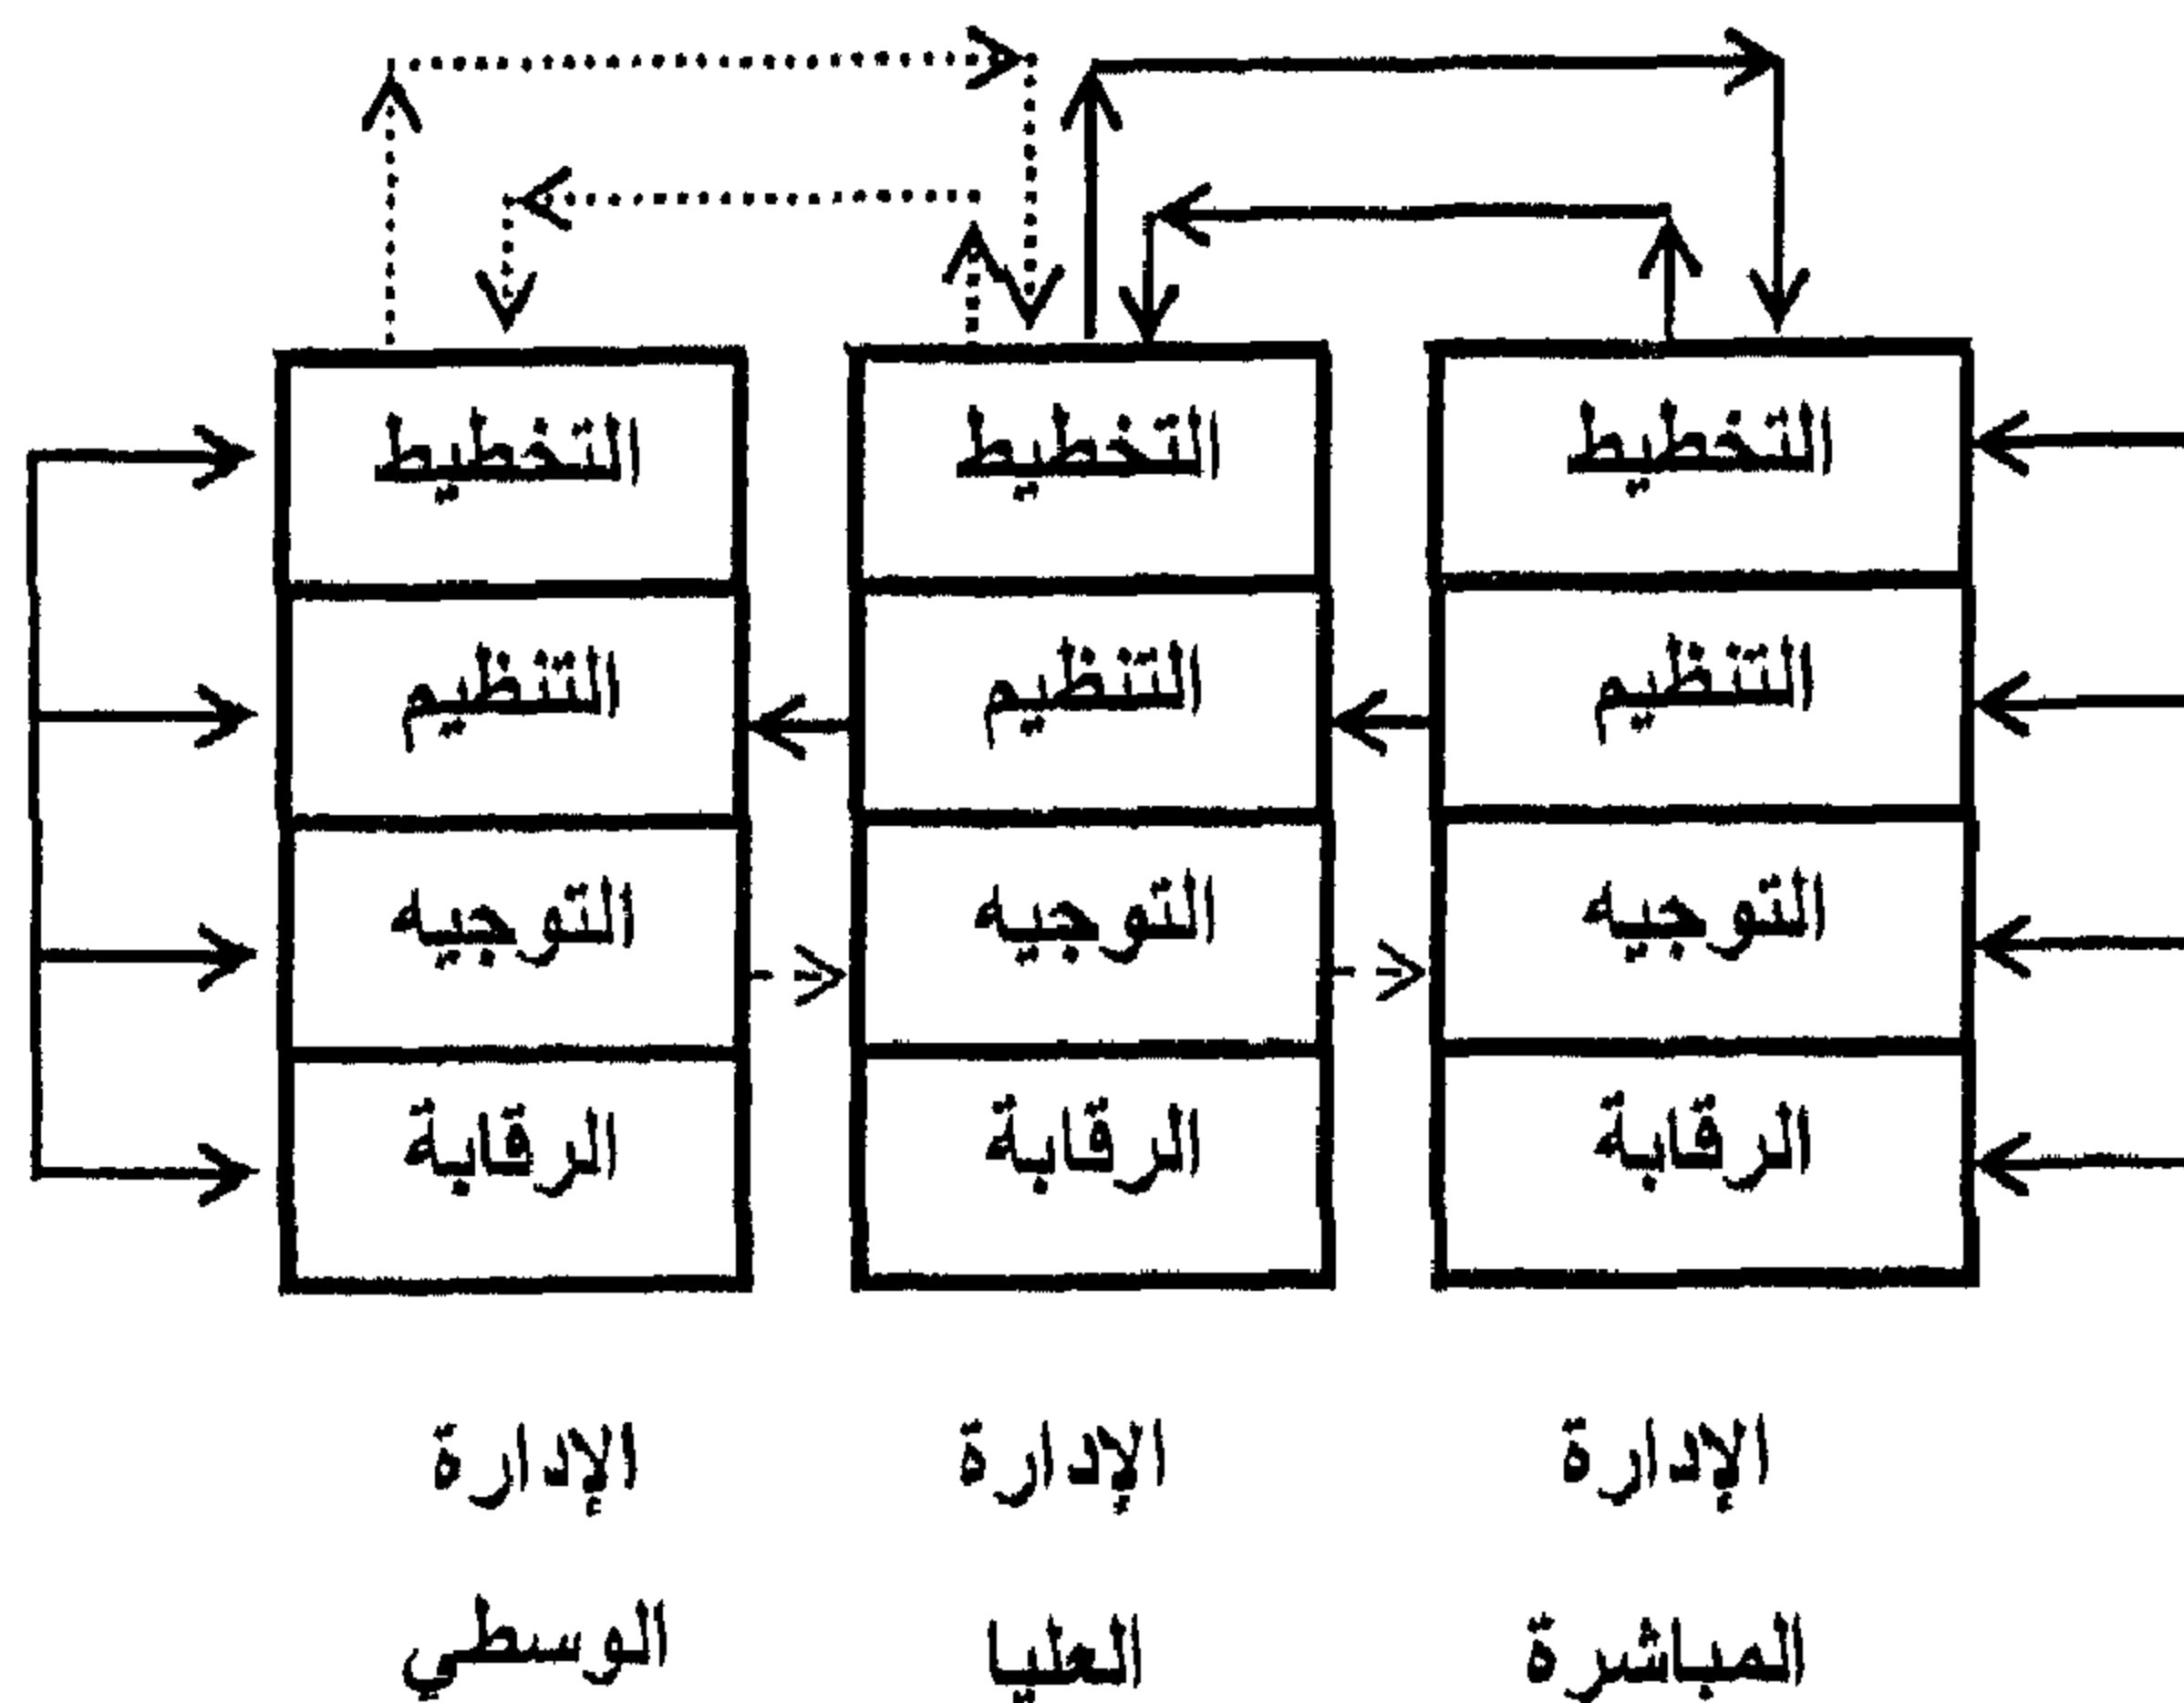 التخطيط التخطيط التخطيط
التنظيم التنظيم التنظيم
التوجيه التوجيه التوجيه
الرقابة الرقابة الرقابة
الإدارة الإدارة الإدارة
المباشرة العليا الوسطي